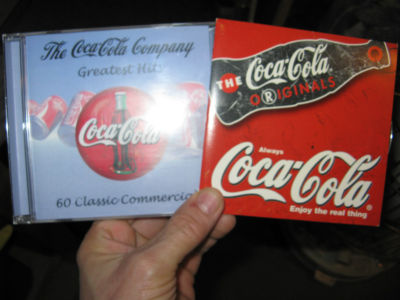 The Coca-Cola Company
Greatest Hits
Coca-Cola
60 Classic Commercia
THE Coca-Cola
ORIGINALS
Always
Coca-Cola
Enjoy the real thing